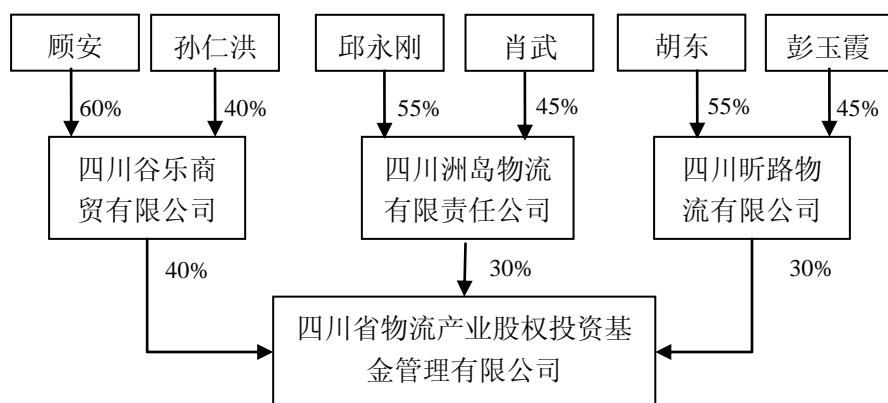 顾安
孙仁洪
邱永刚
肖武
胡东
彭玉霞
60%
40%
55%
45%
55%
45%
四川谷乐商
贸有限公司
四川洲岛物流
有限责任公司
四川昕路物
流有限公司
40%
30%
30%
四川省物流产业股权投资基
金管理有限公司